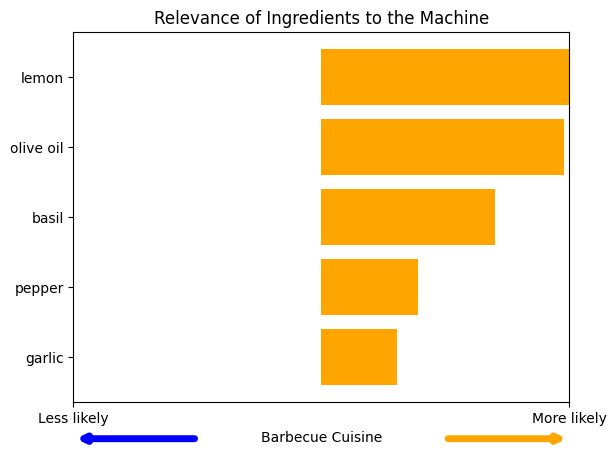 Relevance of Ingredients to the Machine
lemon
olive oil
basil
pepper
garlic
Less likely
More likely
Barbecue Cuisine